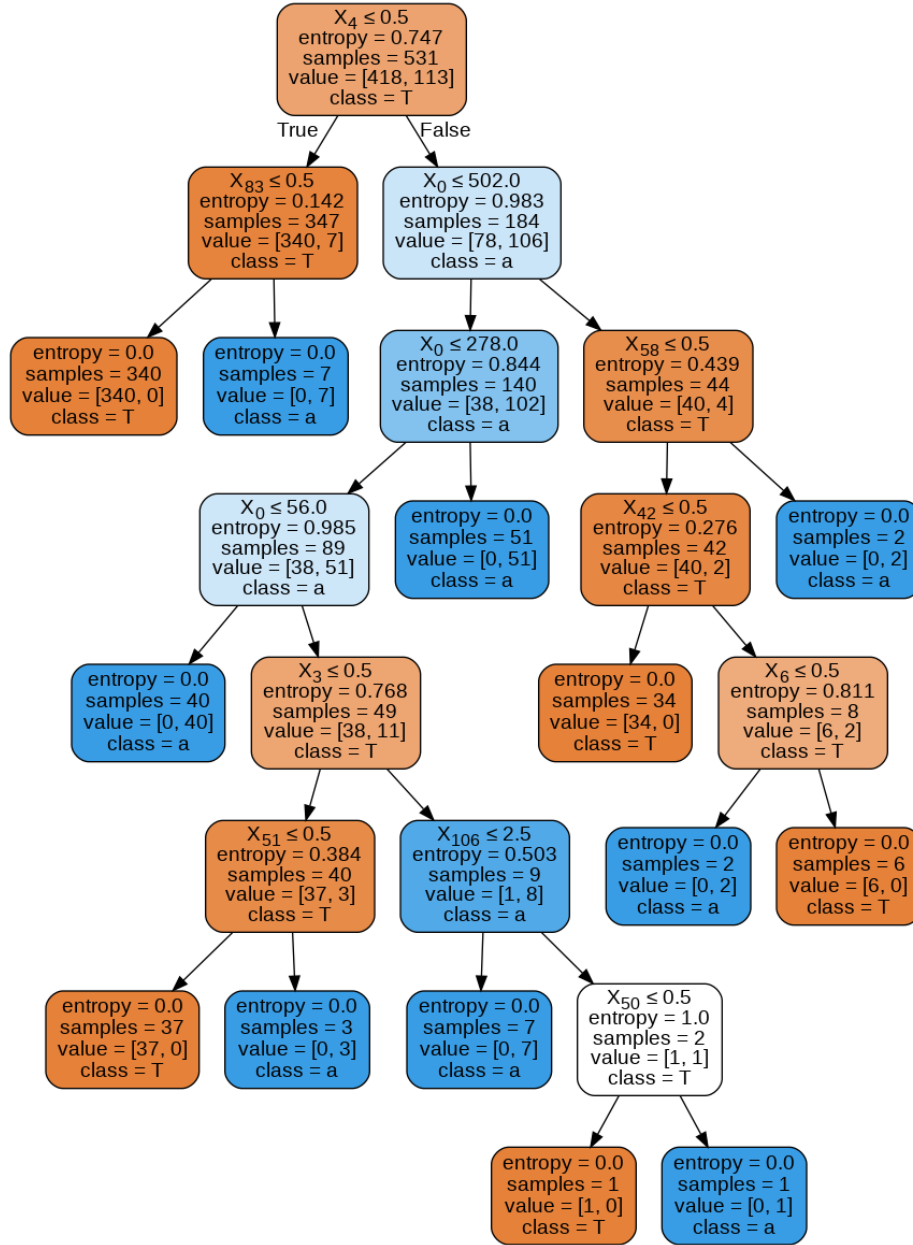 X₄ ≤ 0.5
entropy = 0.747
samples = 531
value = [418, 113]
class = T
True
False
X₈₃ ≤ 0.5
entropy = 0.142
samples = 347
value = [340, 7]
class = T
X₀ ≤ 502.0
entropy = 0.983
samples = 184
value = [78, 106]
class = a
entropy = 0.0
samples = 340
value = [340, 0]
class = T
entropy = 0.0
samples = 7
value = [0, 7]
class = a
X₀ ≤ 278.0
entropy = 0.844
samples = 140
value = [38, 102]
class = a
X₅₈ ≤ 0.5
entropy = 0.439
samples = 44
value = [40, 4]
class = T
X₀ ≤ 56.0
entropy = 0.985
samples = 89
value = [38, 51]
class = a
entropy = 0.0
samples = 51
value = [0, 51]
class = a
X₄₂ ≤ 0.5
entropy = 0.276
samples = 42
value = [40, 2]
class = T
entropy = 0.0
samples = 2
value = [0, 2]
class = a
entropy = 0.0
samples = 40
value = [0, 40]
class = a
X₃ ≤ 0.5
entropy = 0.768
samples = 49
value = [38, 11]
class = T
entropy = 0.0
samples = 34
value = [34, 0]
class = T
X₆ ≤ 0.5
entropy = 0.811
samples = 8
value = [6, 2]
class = T
X₅₁ ≤ 0.5
entropy = 0.384
samples = 40
value = [37, 3]
class = T
X₁₀₆ ≤ 2.5
entropy = 0.503
samples = 9
value = [1, 8]
class = a
entropy = 0.0
samples = 2
value = [0, 2]
class = a
entropy = 0.0
samples = 6
value = [6, 0]
class = T
entropy = 0.0
samples = 37
value = [37, 0]
class = T
entropy = 0.0
samples = 3
value = [0, 3]
class = a
entropy = 0.0
samples = 7
value = [0, 7]
class = a
X₅₀ ≤ 0.5
entropy = 1.0
samples = 2
value = [1, 1]
class = T
entropy = 0.0
samples = 1
value = [1, 0]
class = T
entropy = 0.0
samples = 1
value = [0, 1]
class = a